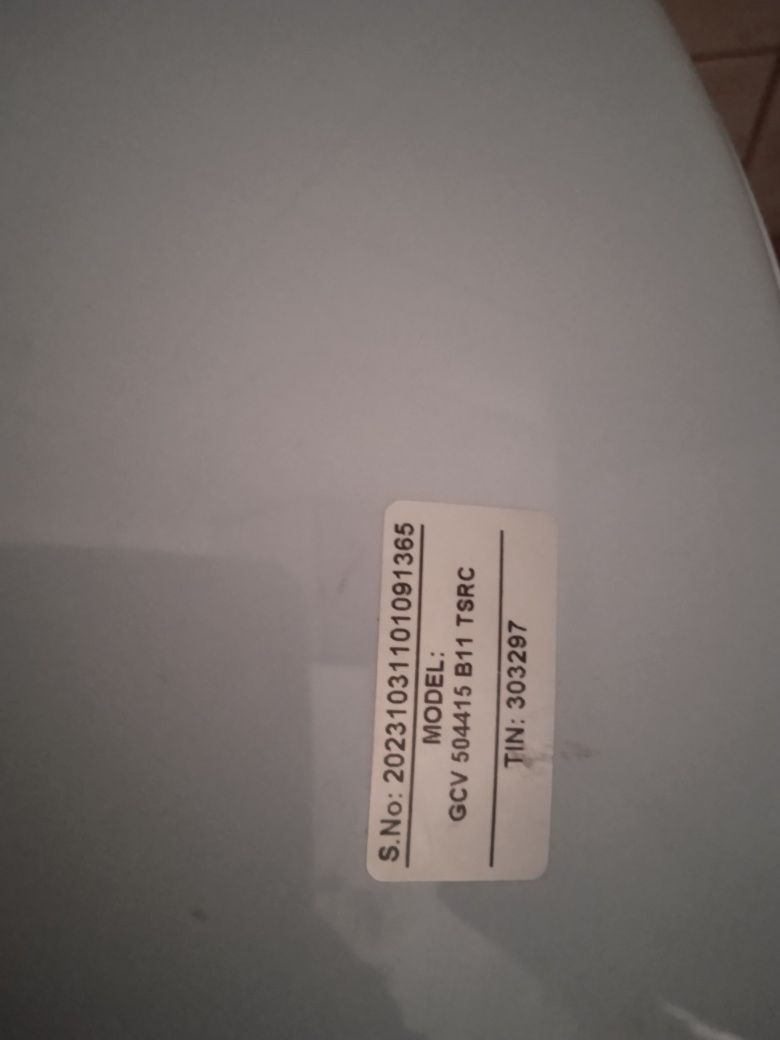 S.No: 2023103110109​1365
MODEL:
GCV 504415 B11 TSRC
TIN: 303297